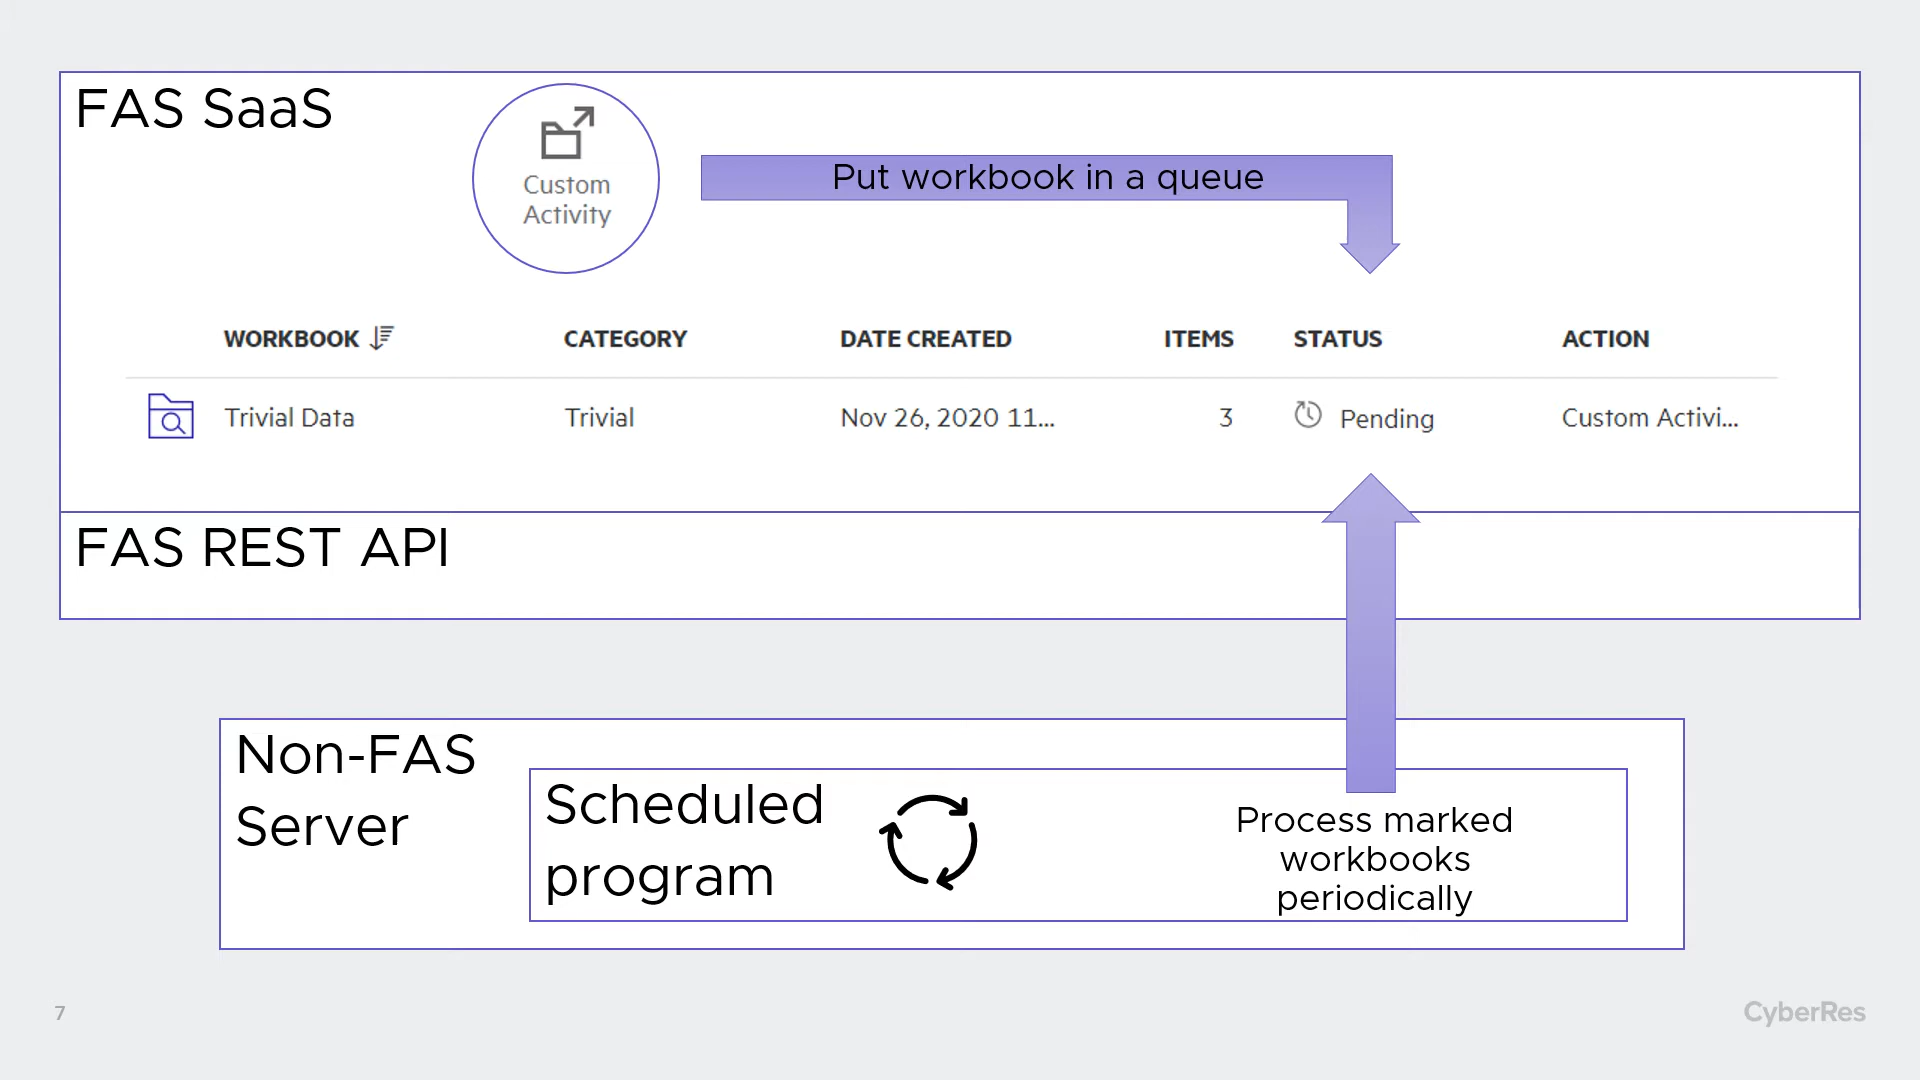 FAS SaaS
Custom
Activity
Put workbook in a queue
WORKBOOK CATEGORY DATE CREATED ITEMS STATUS ACTION
Trivial Data Trivial Nov 26, 2020 11... 3 Pending Custom Activi...
FAS REST API
Non-FAS
Server
Scheduled
program
Process marked
workbooks
periodically
7
CyberRes